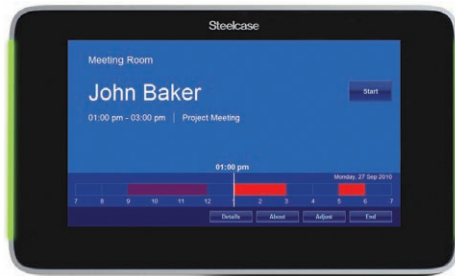 Steelcase
Meeting Room
John Baker
Start
01:00 pm - 03:00 pm | Project Meeting
01:00 pm
Monday, 27 Sep 2010
7 8 9 10 11 12 1 2 3 4 5 6 7
Details About Adjust End